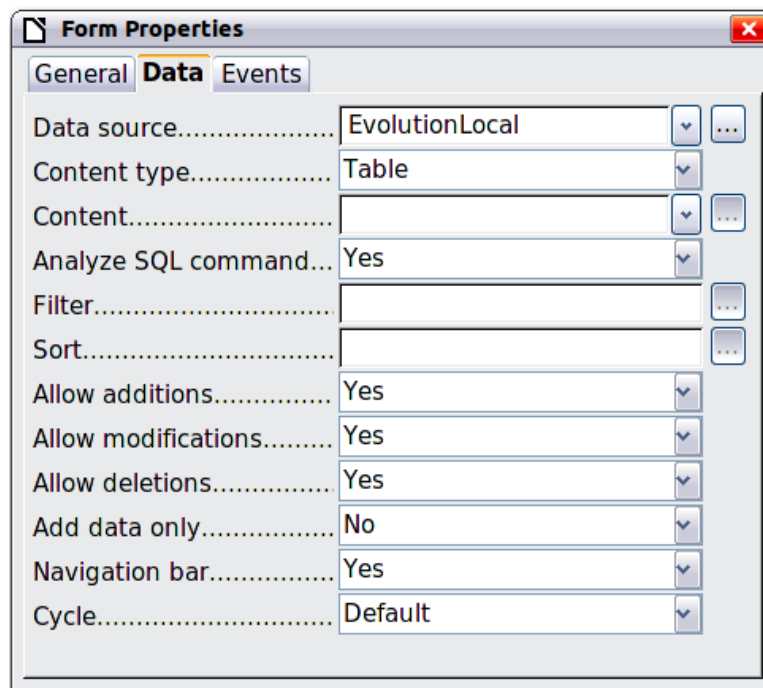 Form Properties
General Data Events
Data source.................... EvolutionLocal ...
Content type.................. Table
Content.......................... ...
Analyze SQL command... Yes
Filter.............................. ...
Sort................................ ...
Allow additions............... Yes
Allow modifications......... Yes
Allow deletions............... Yes
Add data only................. No
Navigation bar................ Yes
Cycle.............................. Default